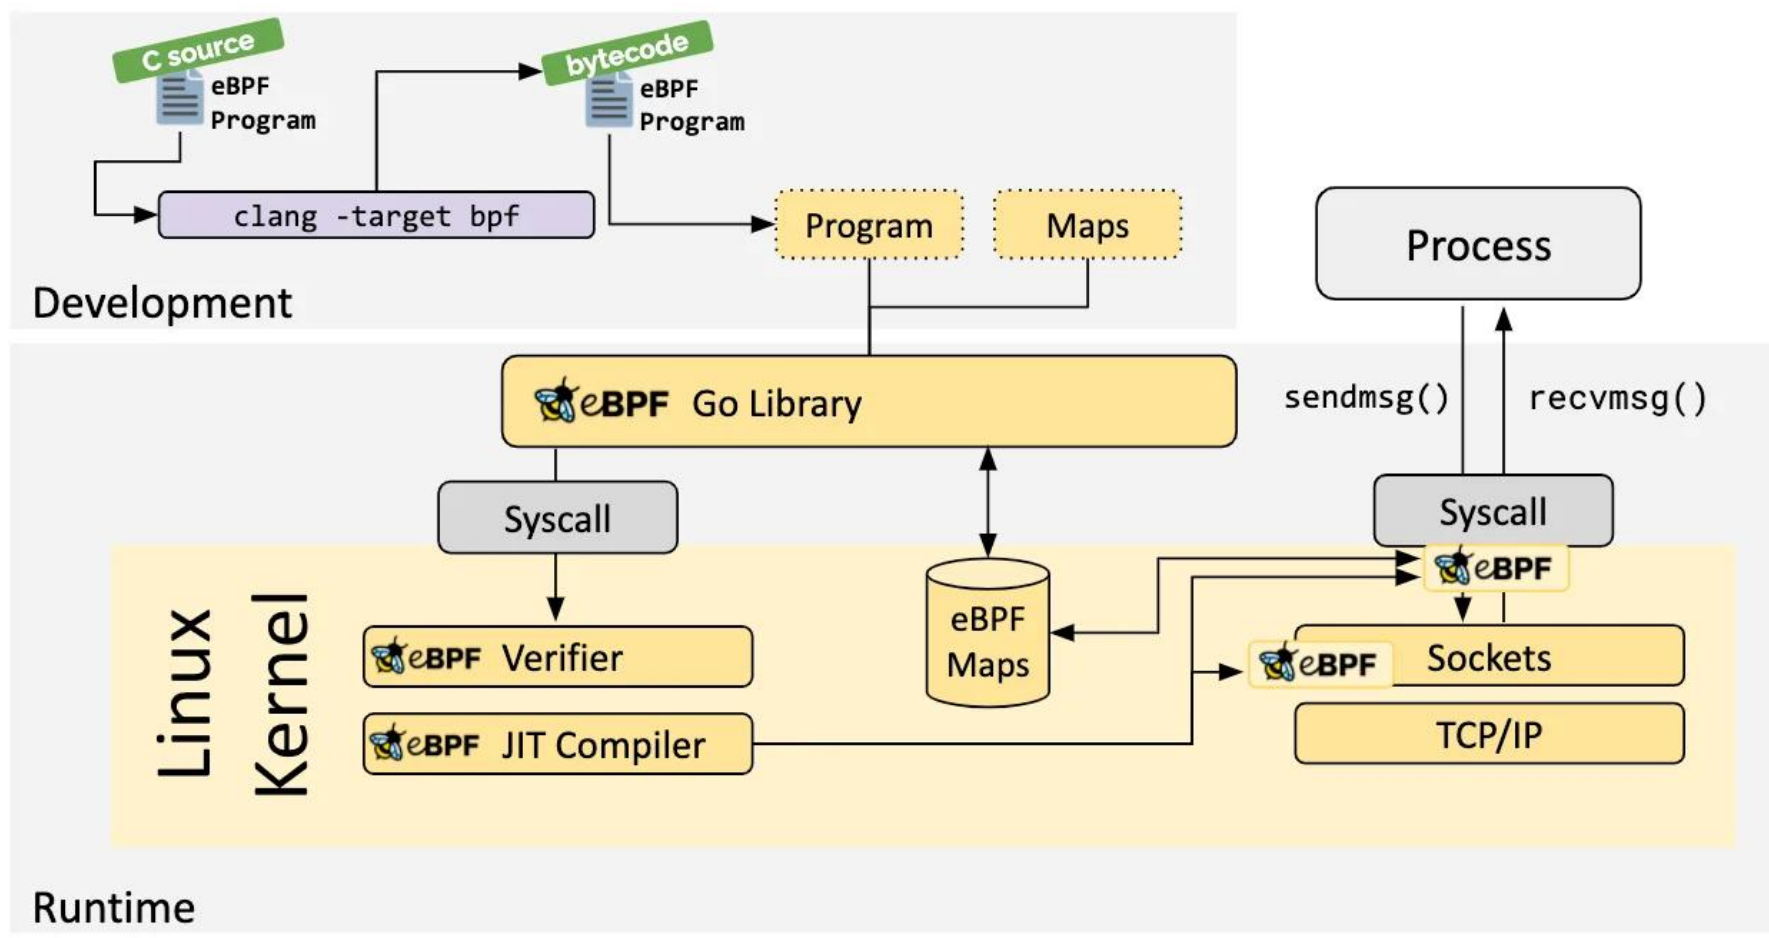 C source
eBPF
Program
bytecode
eBPF
Program
clang -target bpf
Program
Maps
Development
Process
eBPF Go Library
sendmsg()
recvmsg()
Syscall
Syscall
eBPF
Linux
Kernel
eBPF Verifier
eBPF
Maps
eBPF
Sockets
eBPF JIT Compiler
TCP/IP
Runtime